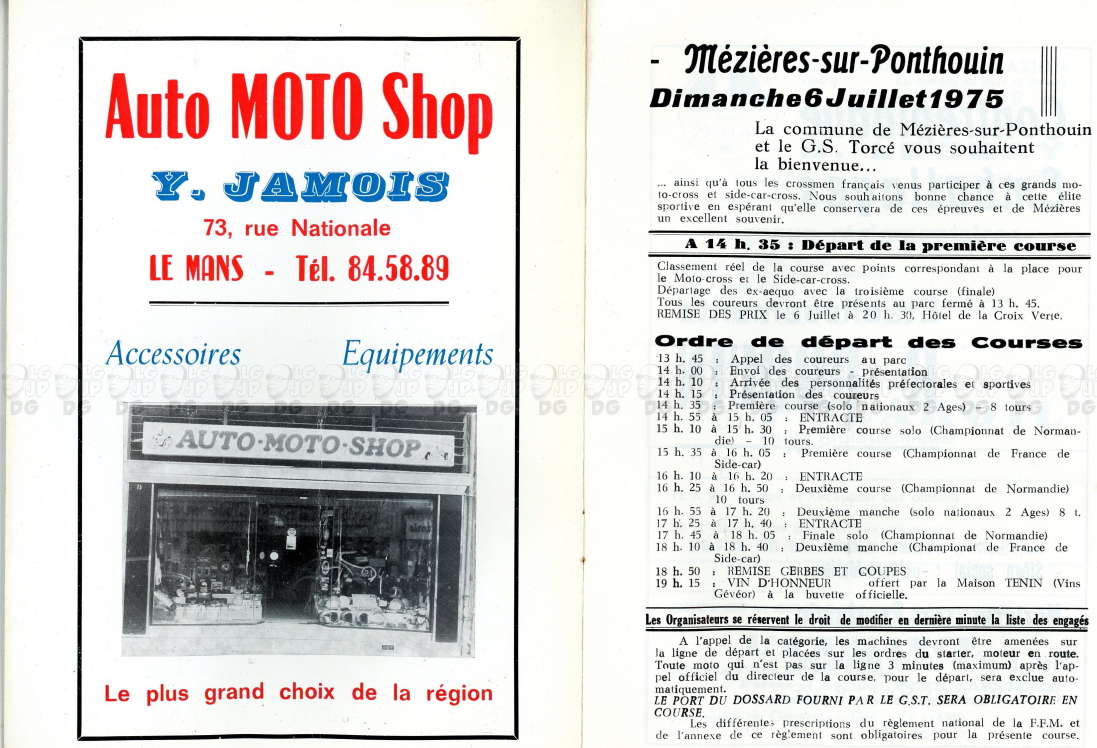 Auto MOTO Shop
Y. JAMOIS
73, rue Nationale
LE MANS - Tél. 84.58.89
Accessoires Equipements
AUTO-MOTO-SHOP
Le plus grand choix de la région
- Mézières-sur-Ponthouin
Dimanche 6 Juillet 1975
La commune de Mézières-sur-Ponthouin
et le G.S. Torcé vous souhaitent
la bienvenue...
... ainsi qu'à tous les crossmen français venus participer à ces grands mo-
to-cross et side-car-cross. Nous souhaitons bonne chance à cette élite
sportive en espérant qu'elle conservera de ces épreuves et de Mézières
un excellent souvenir.
A 14 h. 35 : Départ de la première course
Classement réel de la course avec points correspondant à la place pour
le Moto-cross et le Side-car-cross.
Départage des ex-aequo avec la troisième course (finale)
Tous les coureurs devront être présents au parc fermé à 13 h. 45.
REMISE DES PRIX le 6 Juillet à 20 h. 30, Hôtel de la Croix Verte.
Ordre de départ des Courses
13 h. 45 : Appel des coureurs au parc
14 h. 00 : Envoi des coureurs - présentation
14 h. 10 : Arrivée des personnalités préfectorales et sportives
14 h. 15 : Présentation des coureurs
14 h. 35 : Première course (solo nationaux 2 Ages) - 8 tours
14 h. 55 à 15 h. 05 : ENTRACTE
15 h. 10 à 15 h. 30 : Première course solo (Championnat de Norman-
die) - 10 tours.
15 h. 35 à 16 h. 05 : Première course (Championnat de France de
Side-car)
16 h. 10 à 16 h. 20 : ENTRACTE
16 h. 25 à 16 h. 50 : Deuxième course (Championnat de Normandie)
10 tours
16 h. 55 à 17 h. 20 : Deuxième manche (solo nationaux 2 Ages) 8 t.
17 h. 25 à 17 h. 40 : ENTRACTE
17 h. 45 à 18 h. 05 : Finale solo (Championnat de Normandie)
18 h. 10 à 18 h. 40 : Deuxième manche (Championat de France de
Side-car)
18 h. 50 : REMISE GERBES ET COUPES
19 h. 15 : VIN D'HONNEUR offert par la Maison TENIN (Vins
Gévéor) à la buvette officielle.
Les Organisateurs se réservent le droit de modifier en dernière minute la liste des engagés
A l'appel de la catégorie, les machines devront être amenées sur
la ligne de départ et placées sur les ordres du starter, moteur en route.
Toute moto qui n'est pas sur la ligne 3 minutes (maximum) après l'ap-
pel officiel du directeur de la course, pour le départ, sera exclue auto-
matiquement.
LE PORT DU DOSSARD FOURNI PAR LE G.S.T. SERA OBLIGATOIRE EN
COURSE.
Les différentes prescriptions du règlement national de la F.F.M. et
de l'annexe de ce règlement sont obligatoires pour la présente course.